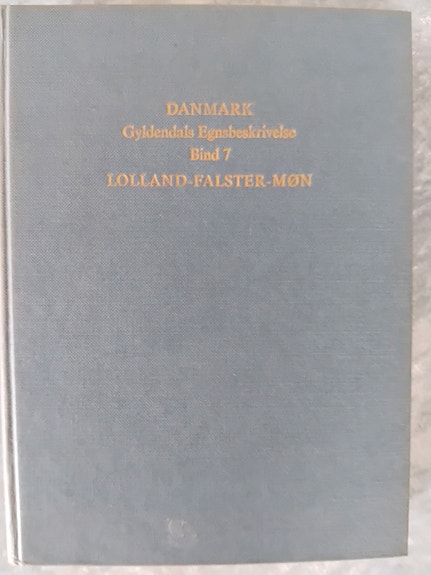 DANMARK
Gyldendals Egnsbeskrivelse
Bind 7
LOLLAND-FALSTER-MØN